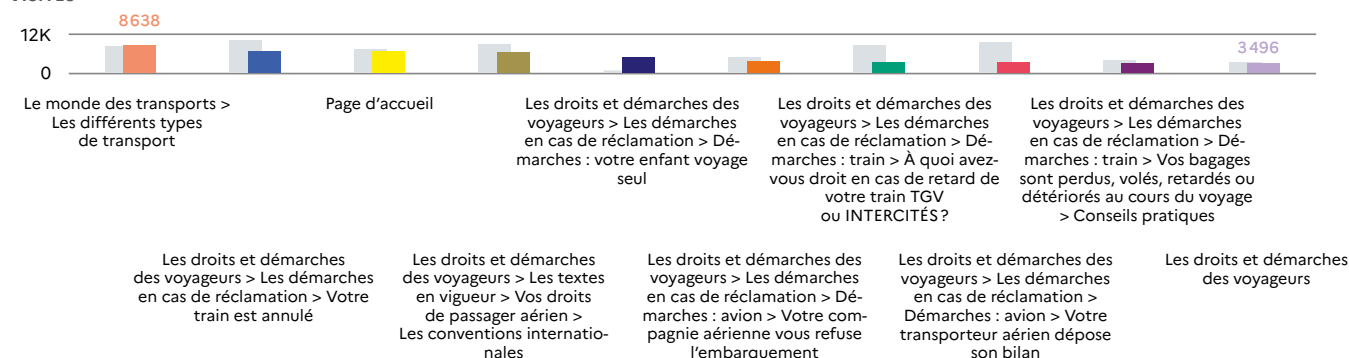 8638
12K
3496
0
Le monde des transports >
Les différents types
de transport
Page d'accueil
Les droits et démarches des
voyageurs > Les démarches
en cas de réclamation > Dé-
marches : votre enfant voyage
seul
Les droits et démarches des
voyageurs > Les démarches
en cas de réclamation > Dé-
marches : train > À quoi avez-
vous droit en cas de retard de
votre train TGV
ou INTERCITÉS ?
Les droits et démarches des
voyageurs > Les démarches
en cas de réclamation > Dé-
marches : train > Vos bagages
sont perdus, volés, retardés ou
détériorés au cours du voyage
> Conseils pratiques
Les droits et démarches
des voyageurs > Les démarches
en cas de réclamation > Votre
train est annulé
Les droits et démarches
des voyageurs > Les textes
en vigueur > Vos droits
de passager aérien >
Les conventions internatio-
nales
Les droits et démarches des
voyageurs > Les démarches
en cas de réclamation > Dé-
marches : avion > Votre com-
pagnie aérienne vous refuse
l'embarquement
Les droits et démarches des
voyageurs > Les démarches
en cas de réclamation >
Démarches : avion > Votre
transporteur aérien dépose
son bilan
Les droits et démarches
des voyageurs